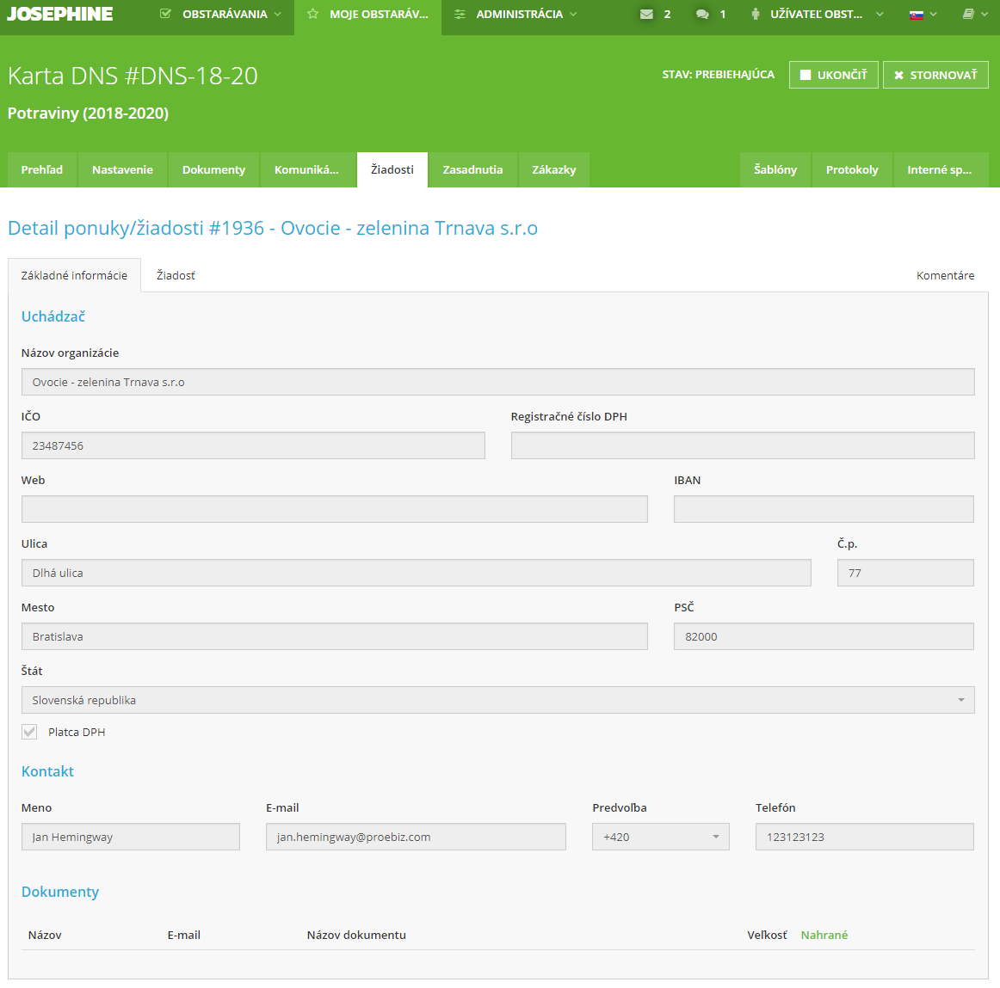 JOSEPHINE OBSTARÁVANIA MOJE OBSTARÁV... ADMINISTRÁCIA 2 1 UŽÍVATEĽ OBST...
Karta DNS #DNS-18-20 STAV: PREBIEHAJÚCA UKONČIŤ STORNOVAŤ
Potraviny (2018-2020)
Prehľad Nastavenie Dokumenty Komuniká... Žiadosti Zasadnutia Zákazky Šablóny Protokoly Interné sp...
Detail ponuky/žiadosti #1936 - Ovocie - zelenina Trnava s.r.o
Základné informácie Žiadosť Komentáre
Uchádzač
Názov organizácie
Ovocie - zelenina Trnava s.r.o
IČO Registračné číslo DPH
23487456
Web IBAN
Ulica Č.p.
Dlhá ulica 77
Mesto PSČ
Bratislava 82000
Štát
Slovenská republika
Platca DPH
Kontakt
Meno E-mail Predvoľba Telefón
Jan Hemingway jan.hemingway@proebiz.com +420 123123123
Dokumenty
Názov E-mail Názov dokumentu Veľkosť Nahrané